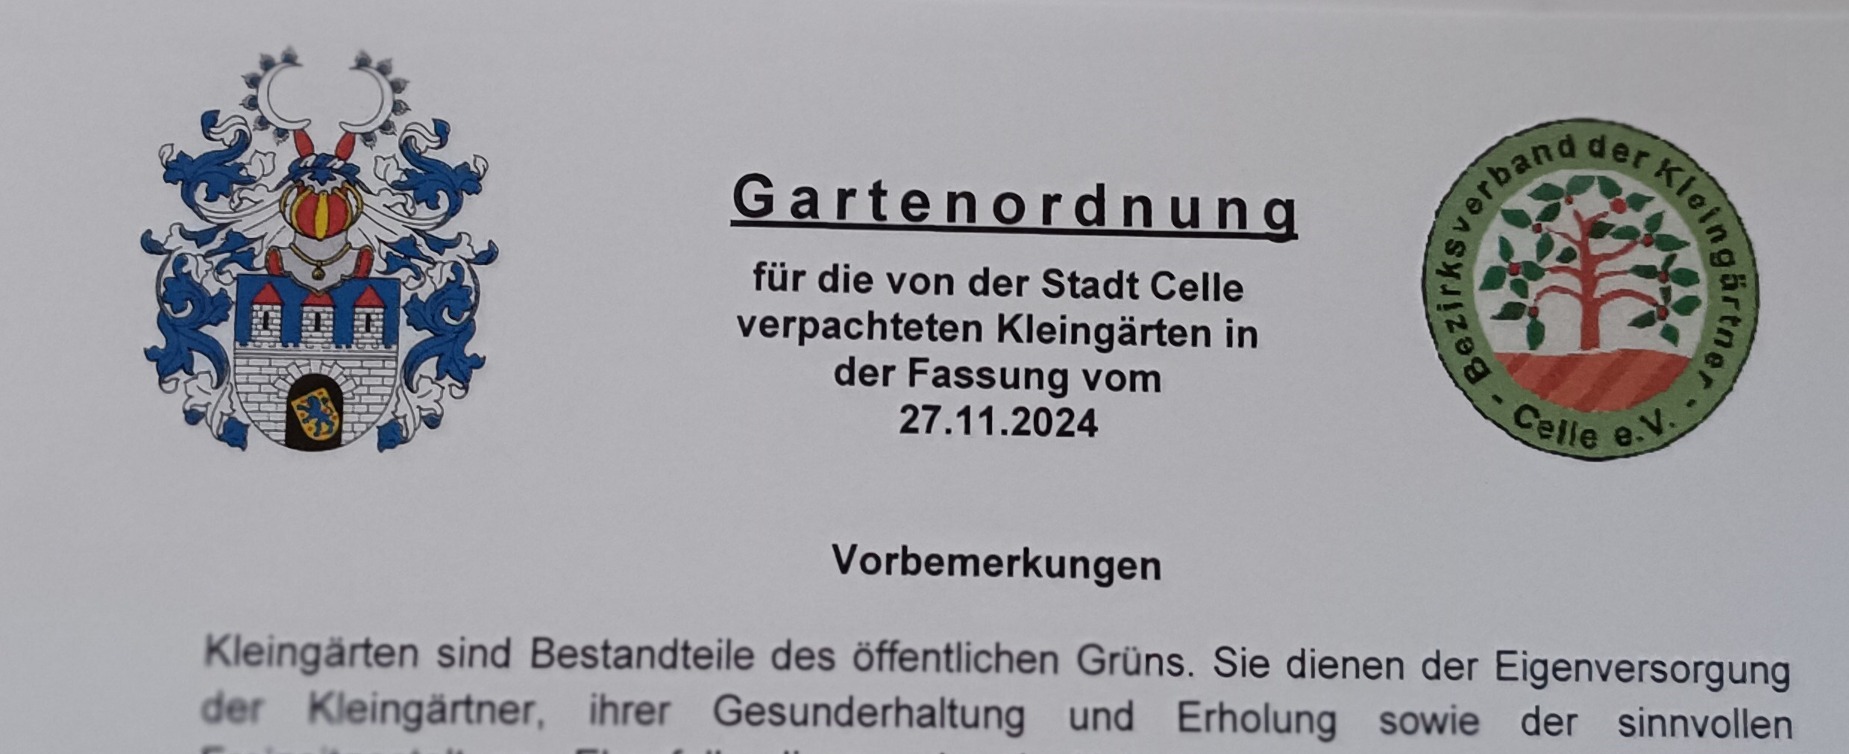 Gartenordnung
für die von der Stadt Celle
verpachteten Kleingärten in
der Fassung vom
27.11.2024
Bezirksverband der Kleingärtner
- Celle e.V. -
Vorbemerkungen
Kleingärten sind Bestandteile des öffentlichen Grüns. Sie dienen der Eigenversorgung
der Kleingärtner, ihrer Gesunderhaltung und Erholung sowie der sinnvollen